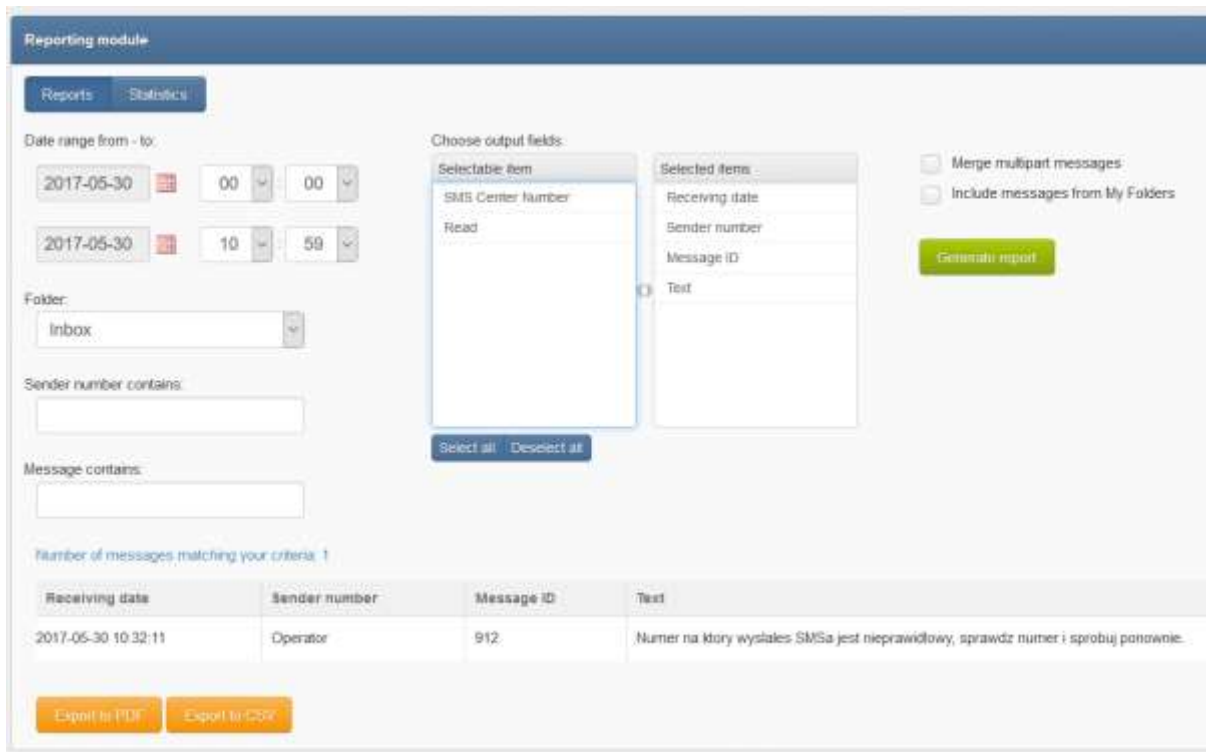 Reporting module
Reports Statistics
Date range from - to:
2017-05-30 00 : 00
2017-05-30 10 : 59
Folder:
Inbox
Sender number contains:
Message contains:
Choose output fields
Selectable item
SMS Center Number
Read
Selected items
Receiving date
Sender number
Message ID
Text
Select all Deselect all
Merge multipart messages
Include messages from My Folders
Generate report
Number of messages matching your criteria: 1
Receiving date Sender number Message ID Text
2017-05-30 10:32:11 Operator 912 Numer na ktory wyslales SMSa jest nieprawidlowy, sprawdz numer i sprobuj ponownie.
Export to PDF Export to CSV